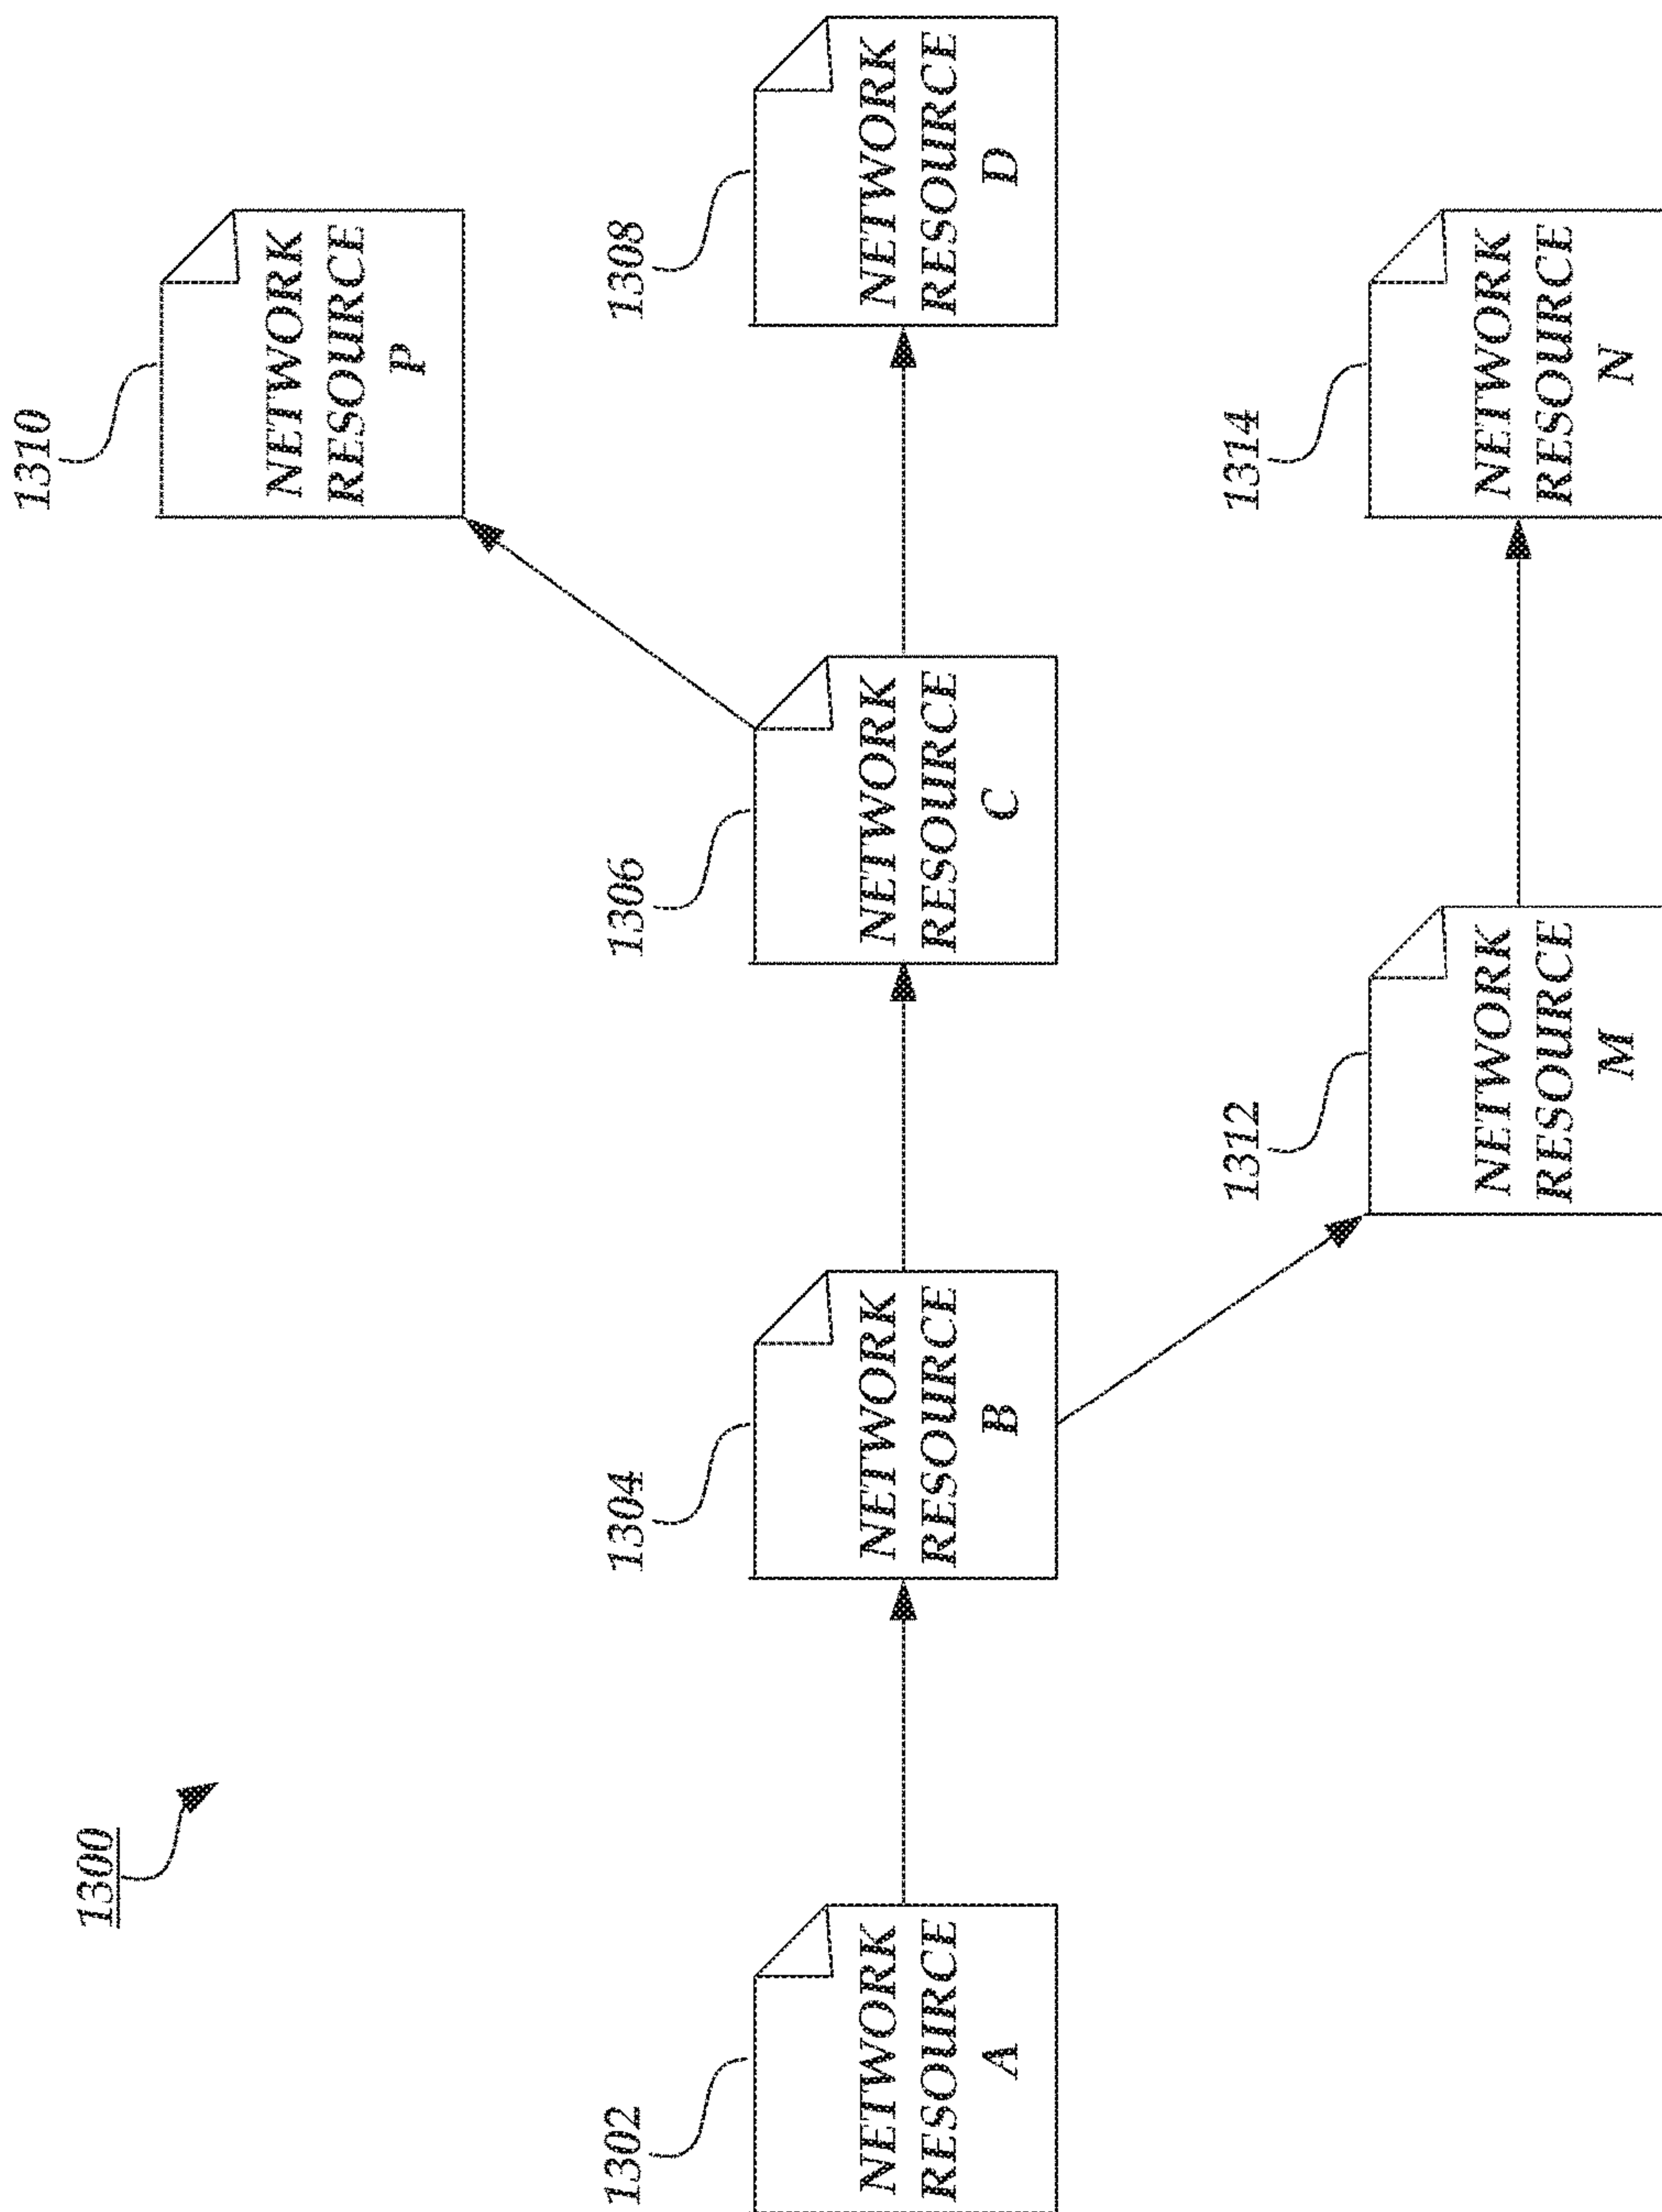 1300
1310
NETWORK
RESOURCE
P
1302
NETWORK
RESOURCE
A
1304
NETWORK
RESOURCE
B
1306
NETWORK
RESOURCE
C
1308
NETWORK
RESOURCE
D
1312
NETWORK
RESOURCE
M
1314
NETWORK
RESOURCE
N